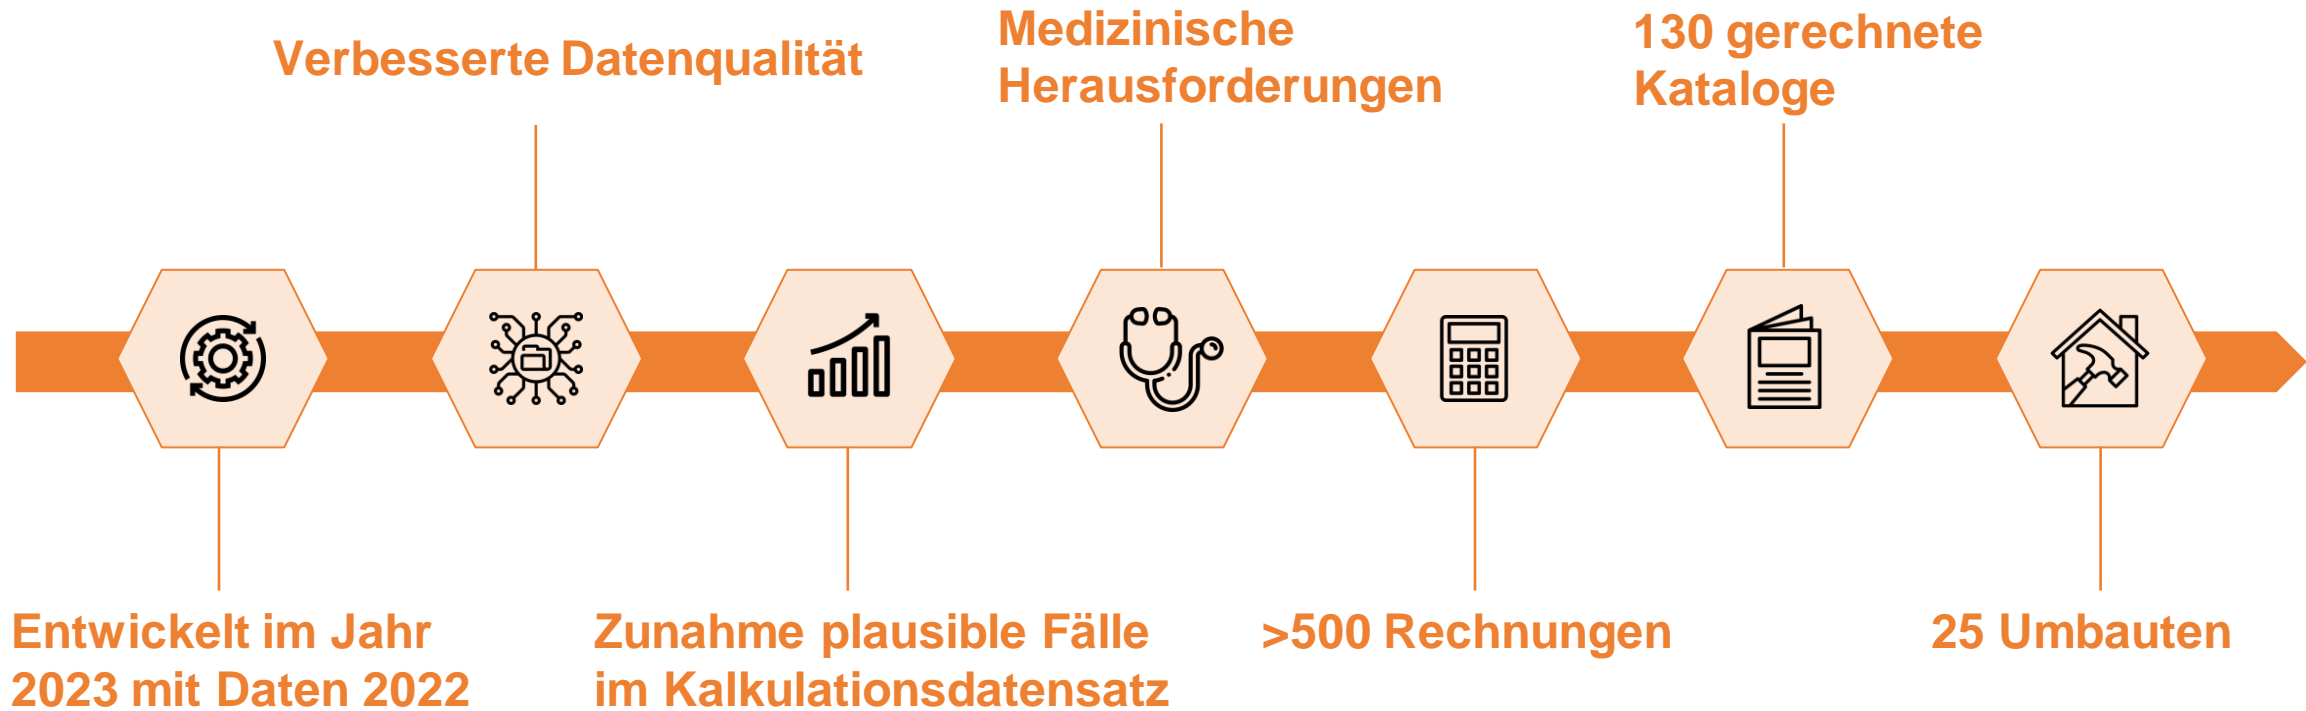 Entwickelt im Jahr
2023 mit Daten 2022
Verbesserte Datenqualität
Zunahme plausible Fälle
im Kalkulationsdatensatz
Medizinische
Herausforderungen
>500 Rechnungen
130 gerechnete
Kataloge
25 Umbauten